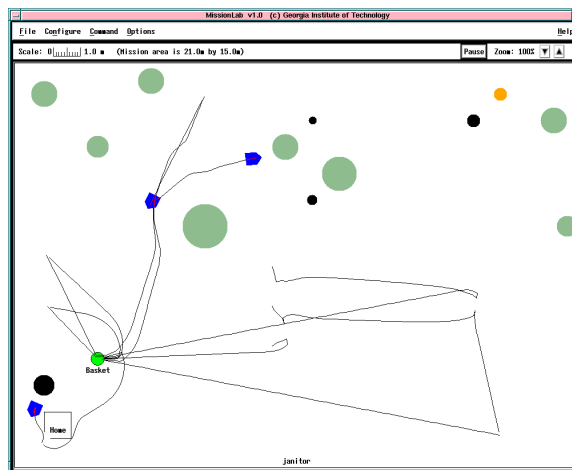 MissionLab v1.0 (c) Georgia Institute of Technology
File Configure Command Options Help
Scale: 0 1.0 m (Mission area is 21.0m by 15.0m) Pause Zoom: 100%
Basket
Home
janitor